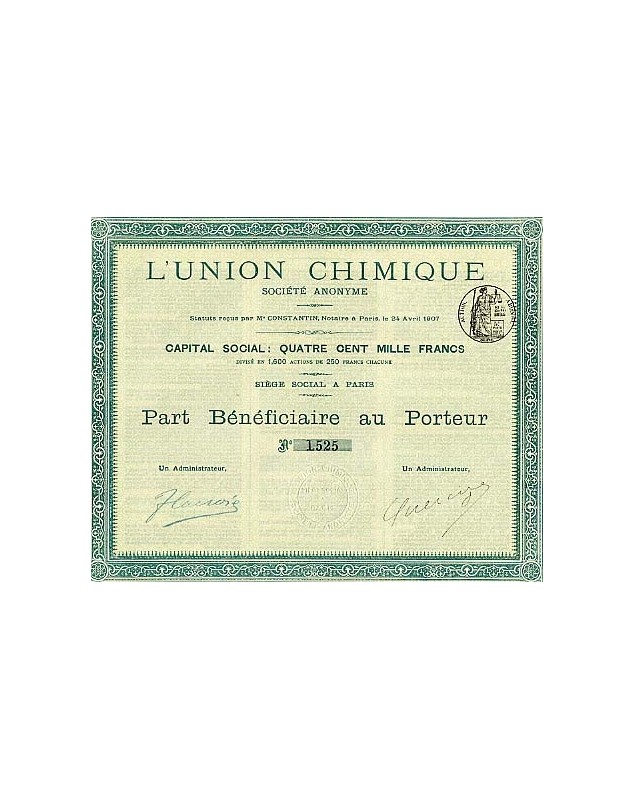 L'UNION CHIMIQUE
SOCIÉTÉ ANONYME
Statuts reçus par Mᵉ CONSTANTIN, Notaire à Paris, le 24 Avril 1907
CAPITAL SOCIAL: QUATRE CENT MILLE FRANCS
DIVISÉ EN 1,600 ACTIONS DE 250 FRANCS CHACUNE
SIÈGE SOCIAL A PARIS
Part Bénéficiaire au Porteur
Nº 1.525
Un Administrateur,
Un Administrateur,